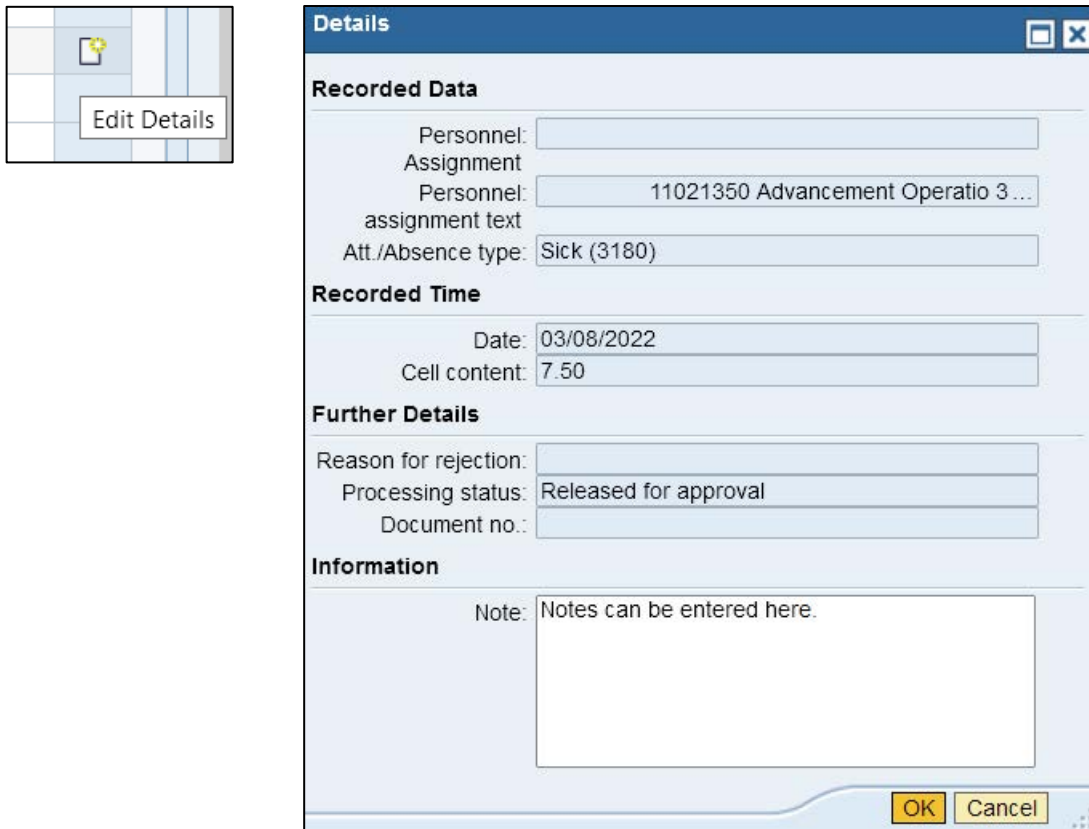 Edit Details
Details
Recorded Data
Personnel:
Assignment
Personnel: 11021350 Advancement Operatio 3...
assignment text
Att./Absence type: Sick (3180)
Recorded Time
Date: 03/08/2022
Cell content: 7.50
Further Details
Reason for rejection:
Processing status: Released for approval
Document no.:
Information
Note: Notes can be entered here.
OK Cancel